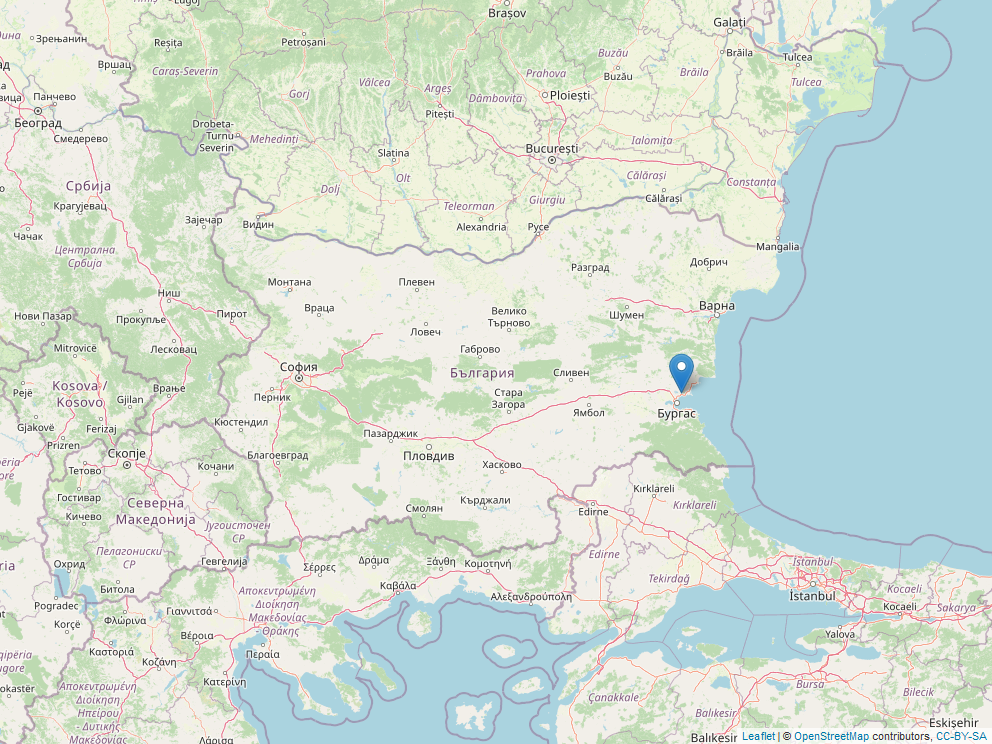 Lugoj
Brașov
Galați
Зрењанин
Reșița
Petroșani
Buzău
Brăila
Вршац
Caraș-Severin
Vâlcea
Prahova
Buzău
Brăila
Tulcea
Tulcea
Gorj
Argeș
Dâmbovița
Ploiești
Панчево
Београд
Pitești
Смедерево
Drobeta-
Turnu
Severin
Mehedinți
București
Ialomița
Slatina
Olt
Србија
Dolj
Călărași
Constanța
Крагујевац
Teleorman
Giurgiu
Călărași
Зајечар
Видин
Alexandria
Русе
Чачак
Централна
Србија
Mangalia
Разград
Добрич
Монтана
Плевен
Ниш
Враца
Велико
Търново
Шумен
Варна
Нови Пазар
Прокупље
Пирот
Ловеч
Mitrovicë
Лесковац
Габрово
София
България
Сливен
Kosova /
Kosovo
Pejë
Gjilan
Врање
Перник
Стара
Загора
Ямбол
Бургас
Gjakovë
Ferizaj
Кюстендил
Prizren
Пазарджик
Скопје
Благоевград
Пловдив
Тетово
Кочани
Хасково
Гостивар
Северна
Македонија
Кърджали
Kırklareli
Kırklareli
Кичево
Југоисточен
СР
Смолян
Edirne
Пелагониски
СР
Охрид
Гевгелија
Σέρρες
Δράμα
Ξάνθη
Κομοτηνή
Edirne
İstanbul
Битола
Καβάλα
Αλεξανδρούπολη
Tekirdağ
İstanbul
Kocaeli
Kocaeli
Sakarya
Pogradec
Φλώρινα
Γιαννιτσά
Αποκεντρωμένη
Διοίκηση
Μακεδονίας
- Θράκης
Korçë
Βέροια
Yalova
Καστοριά
Κοζάνη
Περαία
Κατερίνη
Αποκεντρωμένη
Διοίκηση
Ηπείρου
- Δυτικής
Μακεδονίας
Λάρισα
Çanakkale
Bursa
Bilecik
Balıkesir
Balıkesir
Eskişehir
Leaflet | © OpenStreetMap contributors, CC-BY-SA